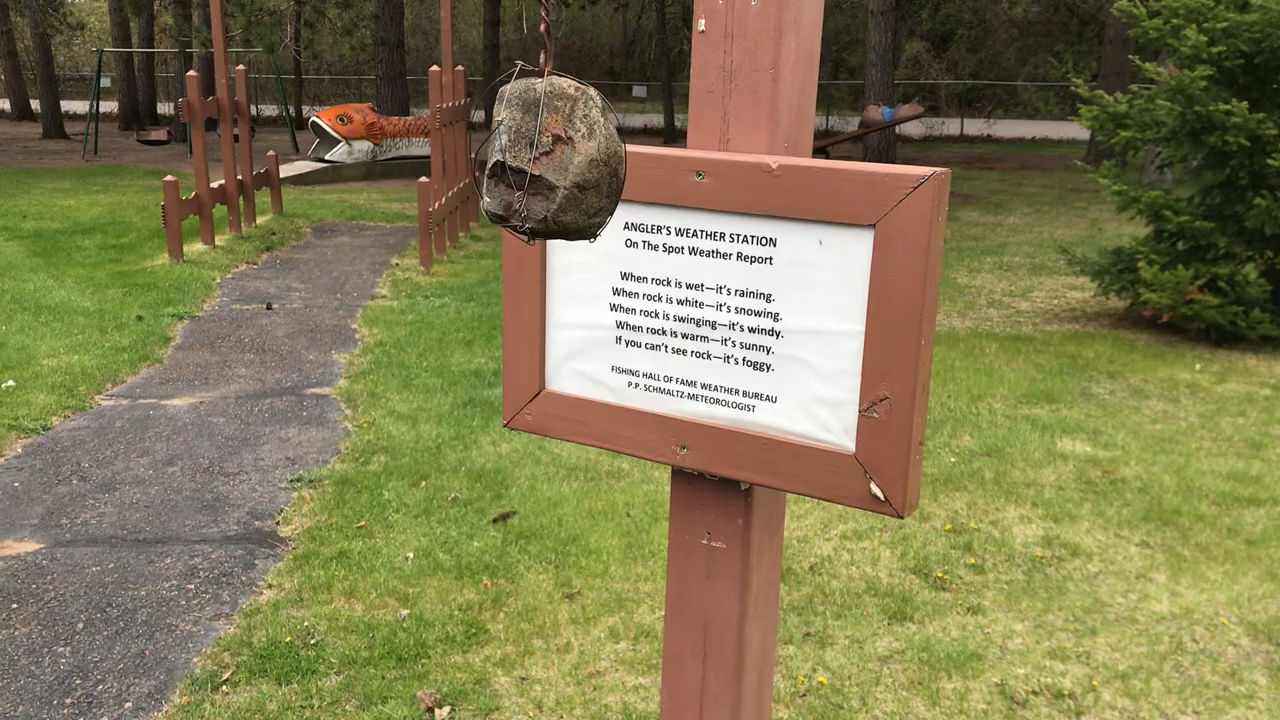 ANGLER'S WEATHER STATION
On The Spot Weather Report
When rock is wet—it's raining.
When rock is white—it's snowing.
When rock is swinging—it's windy.
When rock is warm—it's sunny.
If you can't see rock—it's foggy.
FISHING HALL OF FAME WEATHER BUREAU
P.P. SCHMALTZ-METEOROLOGIST